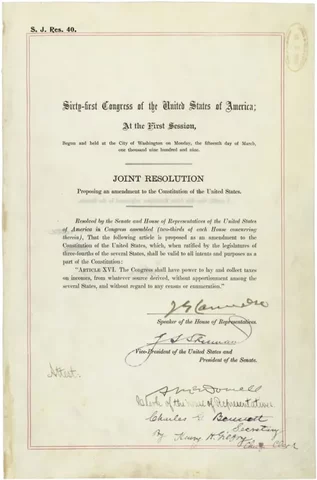 S. J. Res. 40.
Sixty-first Congress of the United States of America;
At the First Session,
Begun and held at the City of Washington on Monday, the fifteenth day of March,
one thousand nine hundred and nine.
JOINT RESOLUTION
Proposing an amendment to the Constitution of the United States.
Resolved by the Senate and House of Representatives of the United States
of America in Congress assembled (two-thirds of each House concurring
therein), That the following article is proposed as an amendment to the
Constitution of the United States, which, when ratified by the legislatures of
three-fourths of the several States, shall be valid to all intents and purposes as a
part of the Constitution:
"ARTICLE XVI. The Congress shall have power to lay and collect taxes
on incomes, from whatever source derived, without apportionment among the
several States, and without regard to any census or enumeration."
J G Cannon
Speaker of the House of Representatives.
J. S. Sherman
Vice-President of the United States and
President of the Senate.
Attest:
A McDowell
Clerk of the House of Representatives.
Charles G. Bennett
Secretary
By Henry H. Gilfry
Chief Clerk